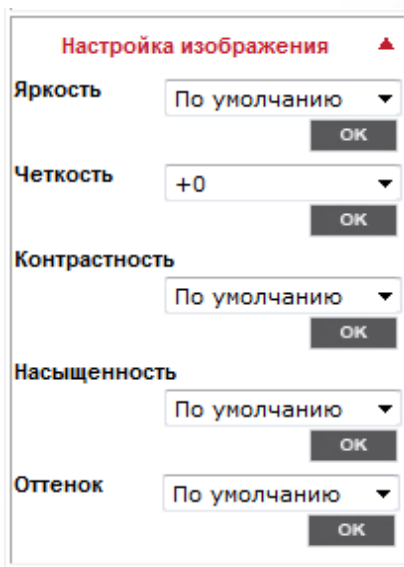 Настройка изображения
Яркость По умолчанию
OK
Четкость +0
OK
Контрастность
По умолчанию
OK
Насыщенность
По умолчанию
OK
Оттенок По умолчанию
OK